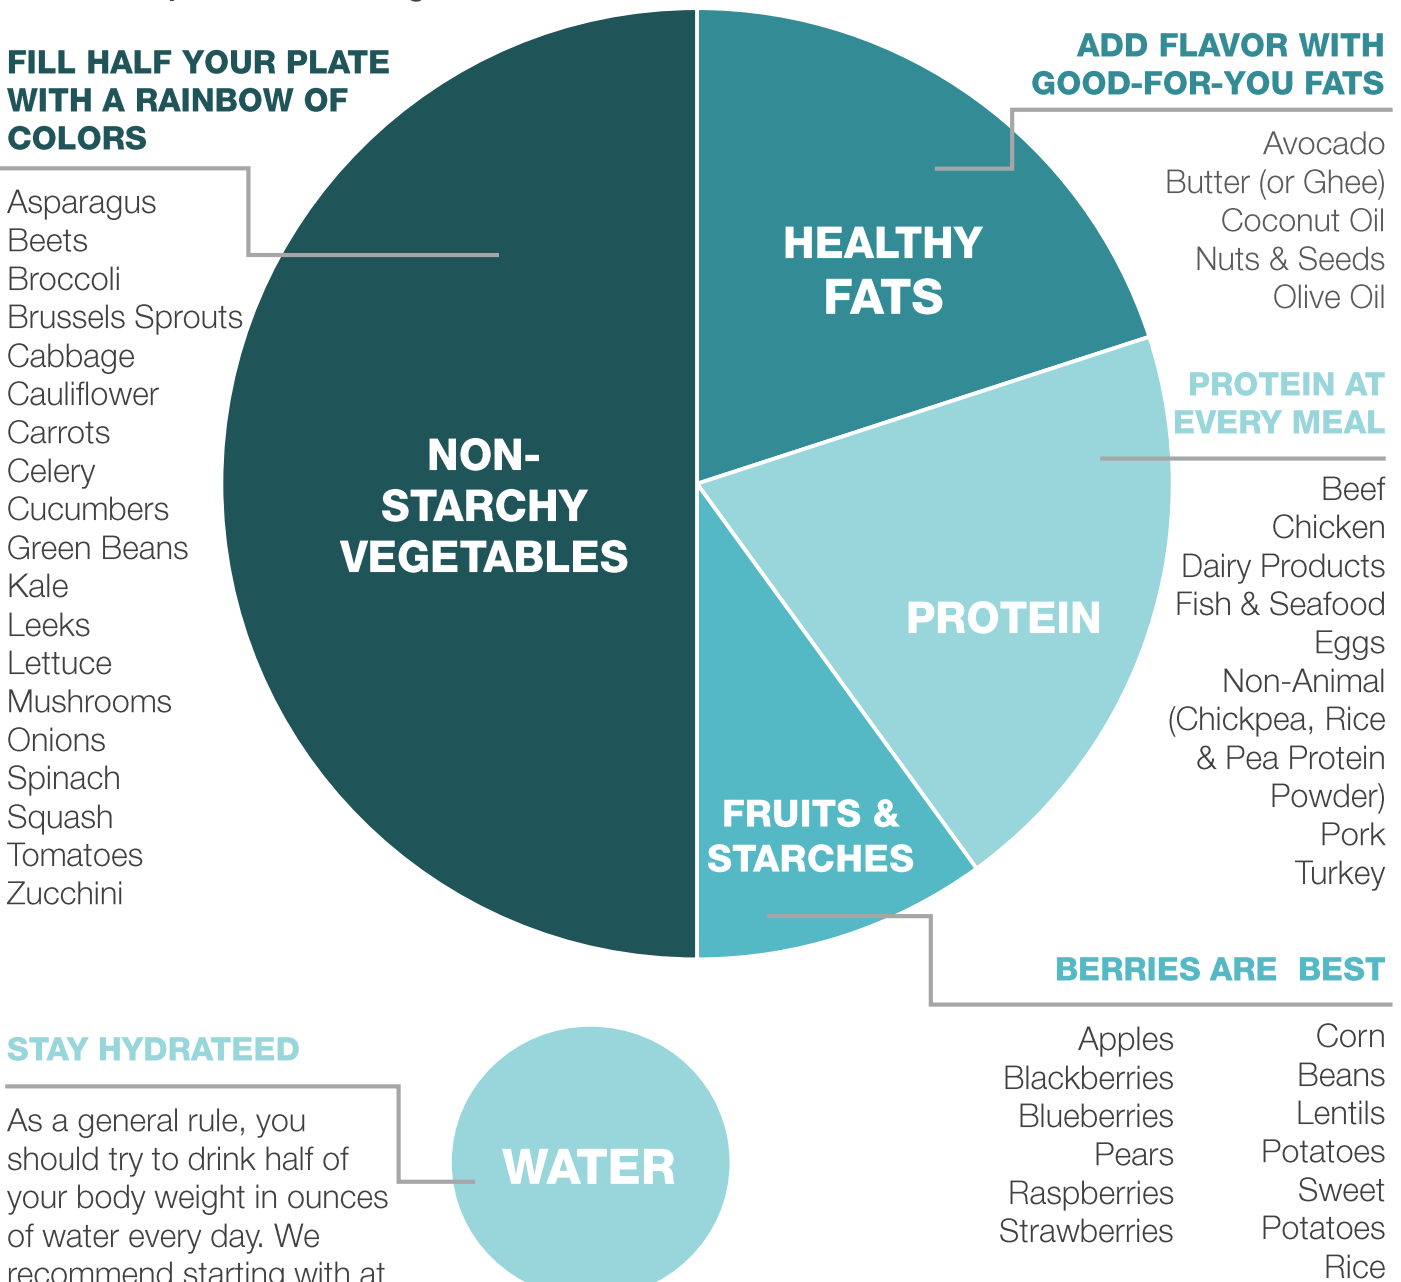 FILL HALF YOUR PLATE
WITH A RAINBOW OF
COLORS
Asparagus
Beets
Broccoli
Brussels Sprouts
Cabbage
Cauliflower
Carrots
Celery
Cucumbers
Green Beans
Kale
Leeks
Lettuce
Mushrooms
Onions
Spinach
Squash
Tomatoes
Zucchini
NON-
STARCHY
VEGETABLES
HEALTHY
FATS
PROTEIN
FRUITS &
STARCHES
ADD FLAVOR WITH
GOOD-FOR-YOU FATS
Avocado
Butter (or Ghee)
Coconut Oil
Nuts & Seeds
Olive Oil
PROTEIN AT
EVERY MEAL
Beef
Chicken
Dairy Products
Fish & Seafood
Eggs
Non-Animal
(Chickpea, Rice
& Pea Protein
Powder)
Pork
Turkey
BERRIES ARE BEST
Apples
Blackberries
Blueberries
Pears
Raspberries
Strawberries
Corn
Beans
Lentils
Potatoes
Sweet
Potatoes
Rice
STAY HYDRATEED
As a general rule, you
should try to drink half of
your body weight in ounces
of water every day. We
recommend starting with at
WATER